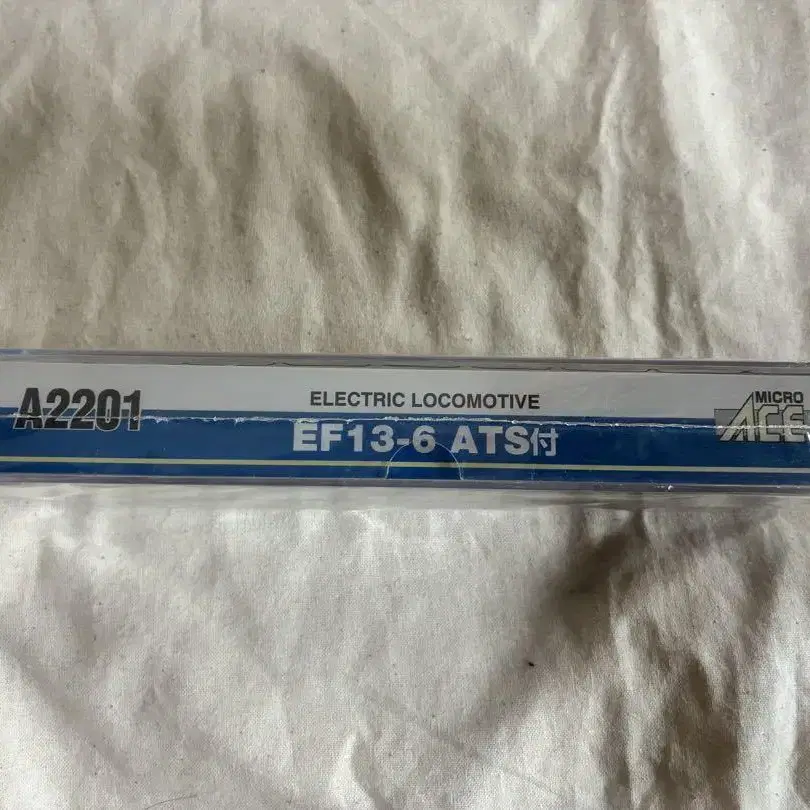 A2201
ELECTRIC LOCOMOTIVE
EF13-6 ATS付
MICRO
ACE